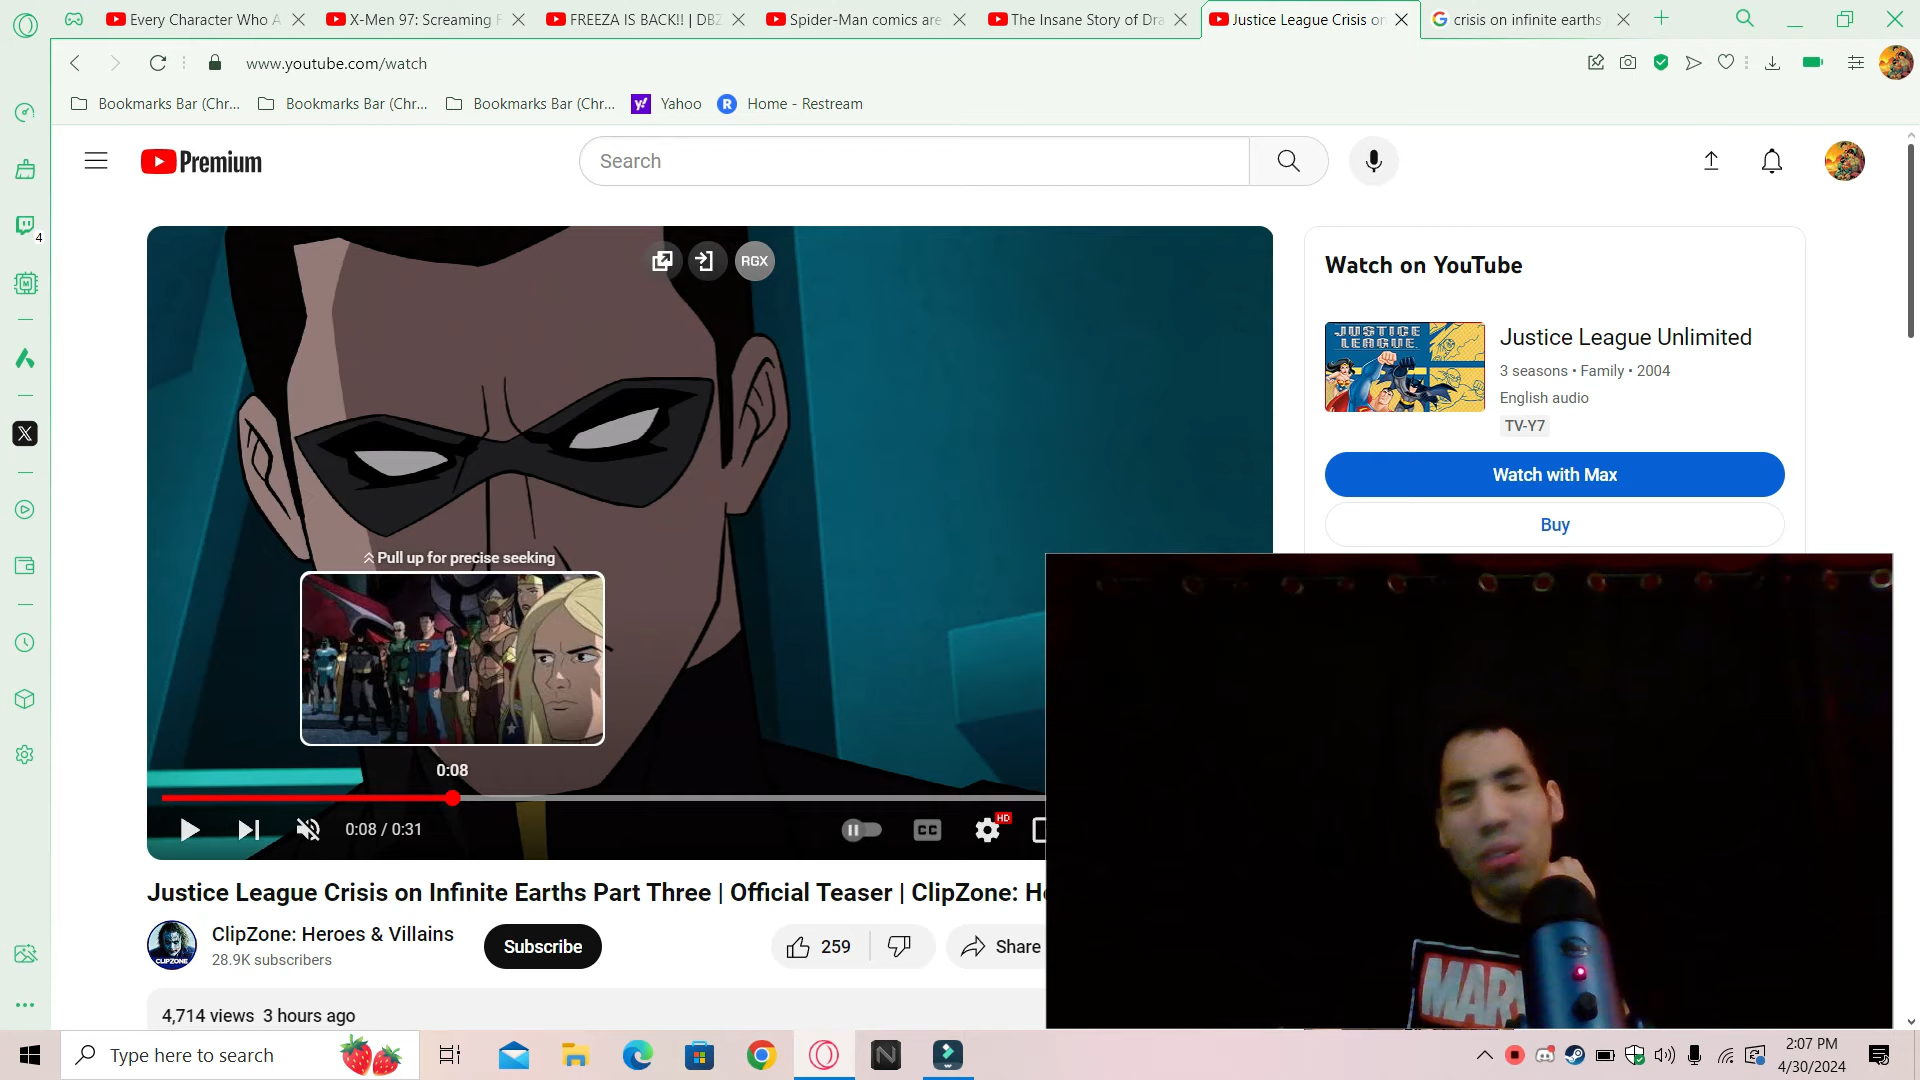 Every Character Who A
X-Men 97: Screaming F
FREEZA IS BACK!! | DBZ
Spider-Man comics are
The Insane Story of Dra
Justice League Crisis on
crisis on infinite earths
www.youtube.com/watch
Bookmarks Bar (Chr...
Bookmarks Bar (Chr...
Bookmarks Bar (Chr...
Yahoo
Home - Restream
4
Premium
Search
RGX
Watch on YouTube
JUSTICE LEAGUE
Justice League Unlimited
3 seasons • Family • 2004
English audio
TV-Y7
Watch with Max
Buy
Pull up for precise seeking
0:08
0:08 / 0:31
CC
HD
Justice League Crisis on Infinite Earths Part Three | Official Teaser | ClipZone: He
ClipZone: Heroes & Villains
28.9K subscribers
Subscribe
259
Share
4,714 views 3 hours ago
MAR
Type here to search
2:07 PM
4/30/2024